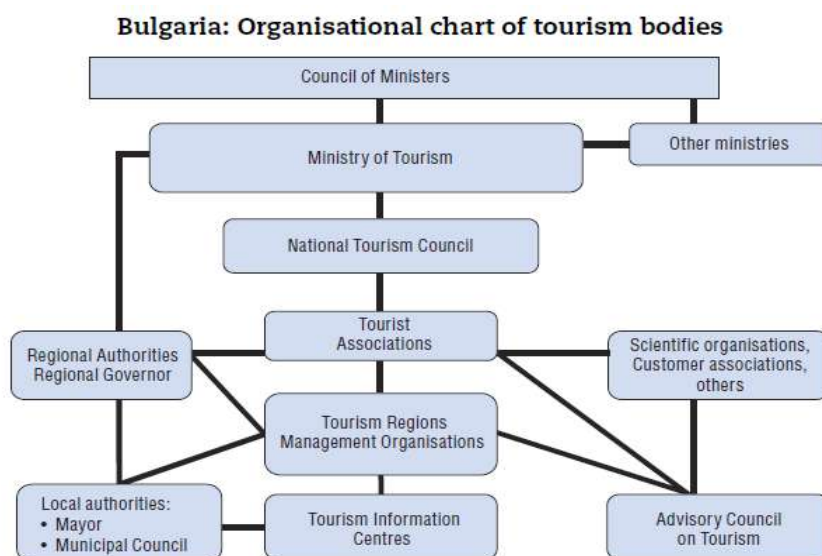 Bulgaria: Organisational chart of tourism bodies
Council of Ministers
Ministry of Tourism
Other ministries
National Tourism Council
Tourist
Associations
Regional Authorities
Regional Governor
Scientific organisations,
Customer associations,
others
Tourism Regions
Management Organisations
Local authorities:
• Mayor
• Municipal Council
Tourism Information
Centres
Advisory Council
on Tourism